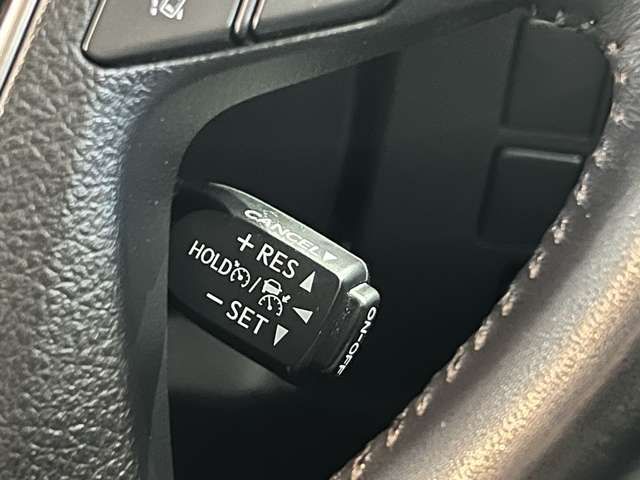 CANCEL
+ RES
HOLD /
- SET
ON-OFF